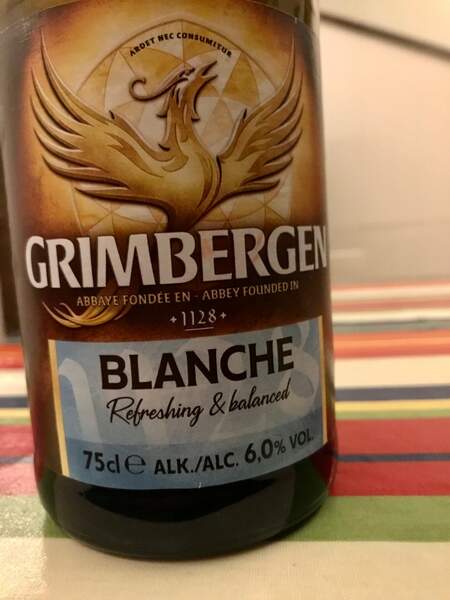 ARDET NEC CONSUMITUR
GRIMBERGEN
ABBAYE FONDÉE EN - ABBEY FOUNDED IN
1128
BLANCHE
Refreshing & balanced
75cl ℮ ALK./ALC. 6,0% VOL.